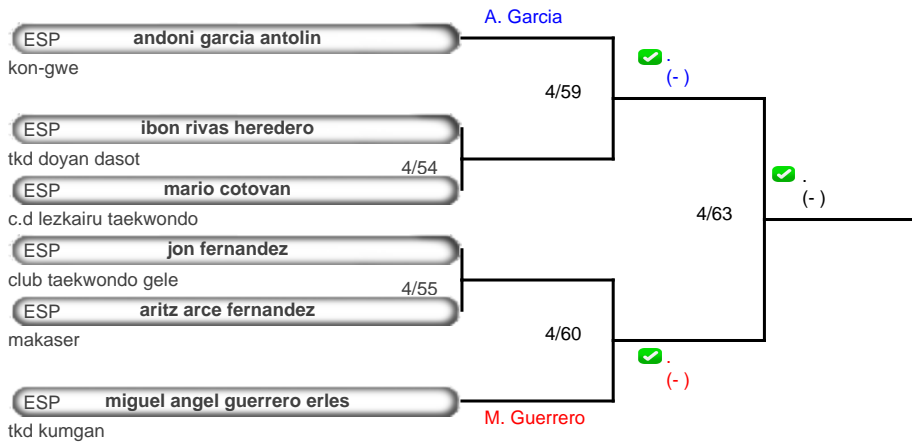 A. Garcia
ESP andoni garcia antolin
kon-gwe
.
(- )
4/59
ESP ibon rivas heredero
tkd doyan dasot
4/54
ESP mario cotovan
c.d lezkairu taekwondo
.
(- )
4/63
ESP jon fernandez
club taekwondo gele
4/55
ESP aritz arce fernandez
makaser
4/60
.
(- )
ESP miguel angel guerrero erles
M. Guerrero
tkd kumgan